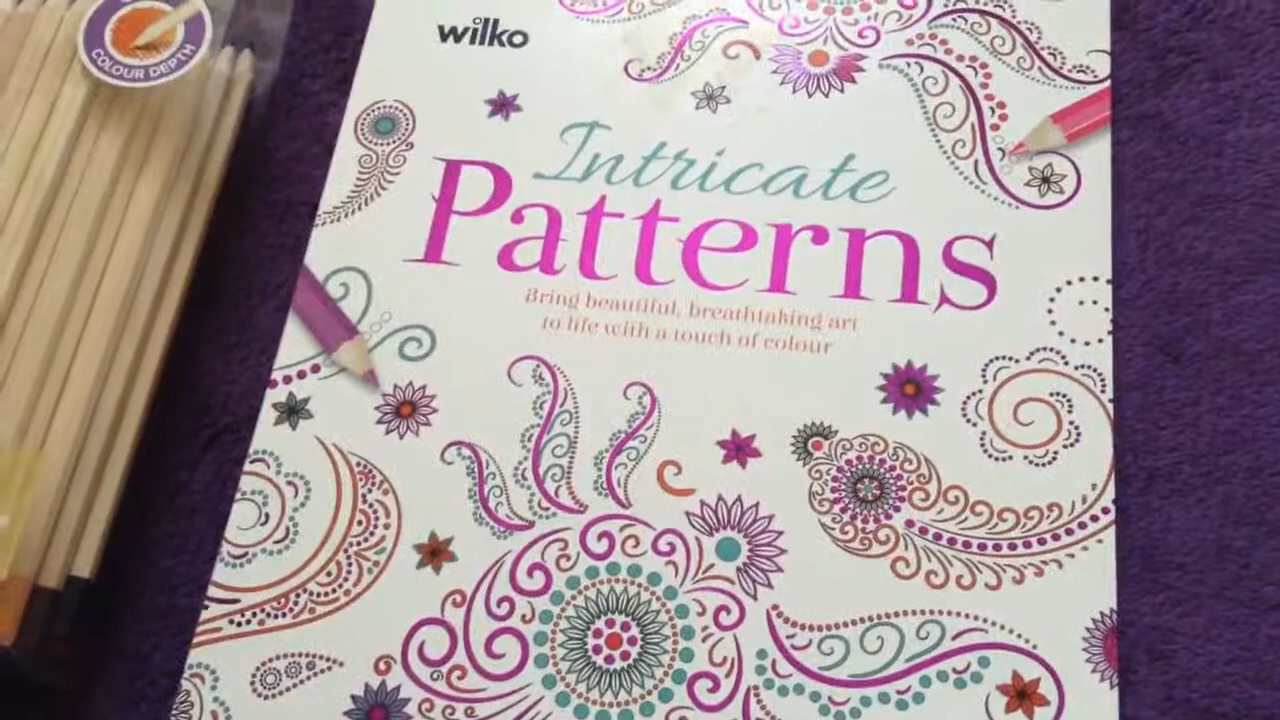 COLOUR DEPTH
wilko
Intricate
Patterns
Bring beautiful, breathtaking art
to life with a touch of colour